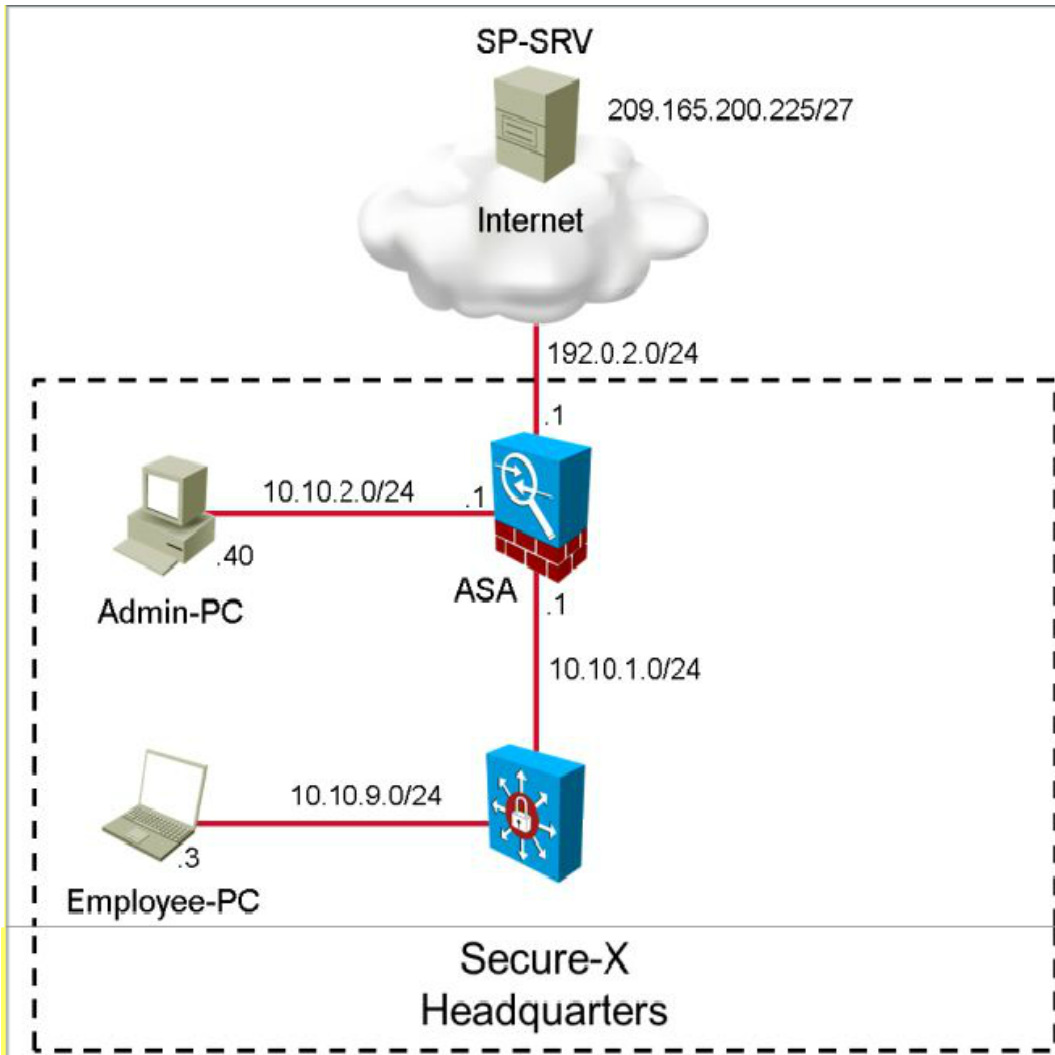 SP-SRV
209.165.200.225/27
Internet
192.0.2.0/24
.1
10.10.2.0/24
.1
.40
Admin-PC
ASA
.1
10.10.1.0/24
10.10.9.0/24
.3
Employee-PC
Secure-X
Headquarters